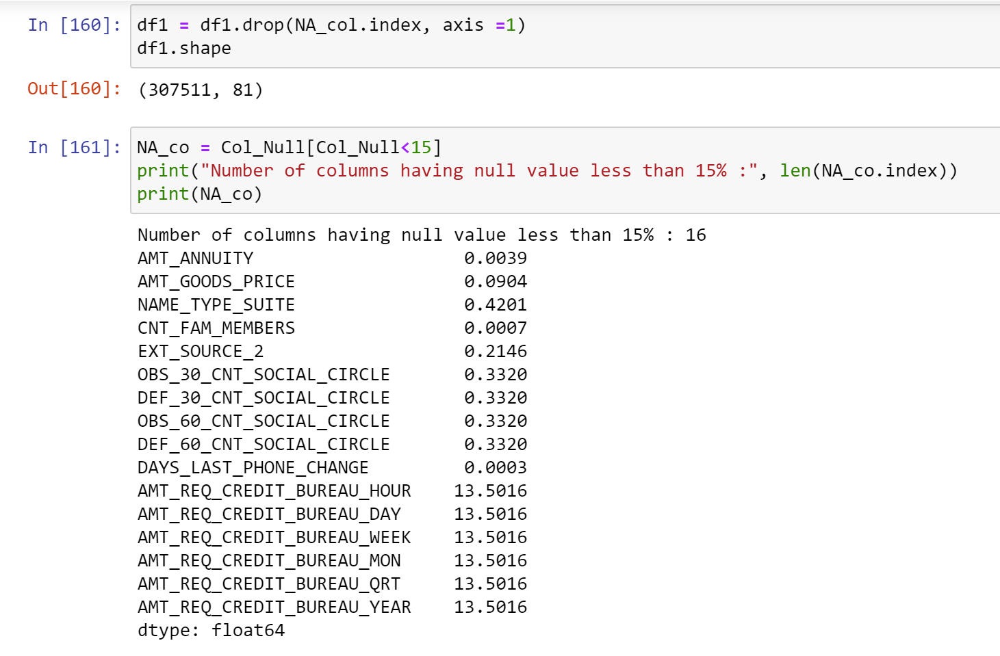 In [160]: df1 = df1.drop(NA_col.index, axis =1)
df1.shape
Out[160]: (307511, 81)
In [161]: NA_co = Col_Null[Col_Null<15]
print("Number of columns having null value less than 15% :", len(NA_co.index))
print(NA_co)
Number of columns having null value less than 15% : 16
AMT_ANNUITY 0.0039
AMT_GOODS_PRICE 0.0904
NAME_TYPE_SUITE 0.4201
CNT_FAM_MEMBERS 0.0007
EXT_SOURCE_2 0.2146
OBS_30_CNT_SOCIAL_CIRCLE 0.3320
DEF_30_CNT_SOCIAL_CIRCLE 0.3320
OBS_60_CNT_SOCIAL_CIRCLE 0.3320
DEF_60_CNT_SOCIAL_CIRCLE 0.3320
DAYS_LAST_PHONE_CHANGE 0.0003
AMT_REQ_CREDIT_BUREAU_HOUR 13.5016
AMT_REQ_CREDIT_BUREAU_DAY 13.5016
AMT_REQ_CREDIT_BUREAU_WEEK 13.5016
AMT_REQ_CREDIT_BUREAU_MON 13.5016
AMT_REQ_CREDIT_BUREAU_QRT 13.5016
AMT_REQ_CREDIT_BUREAU_YEAR 13.5016
dtype: float64